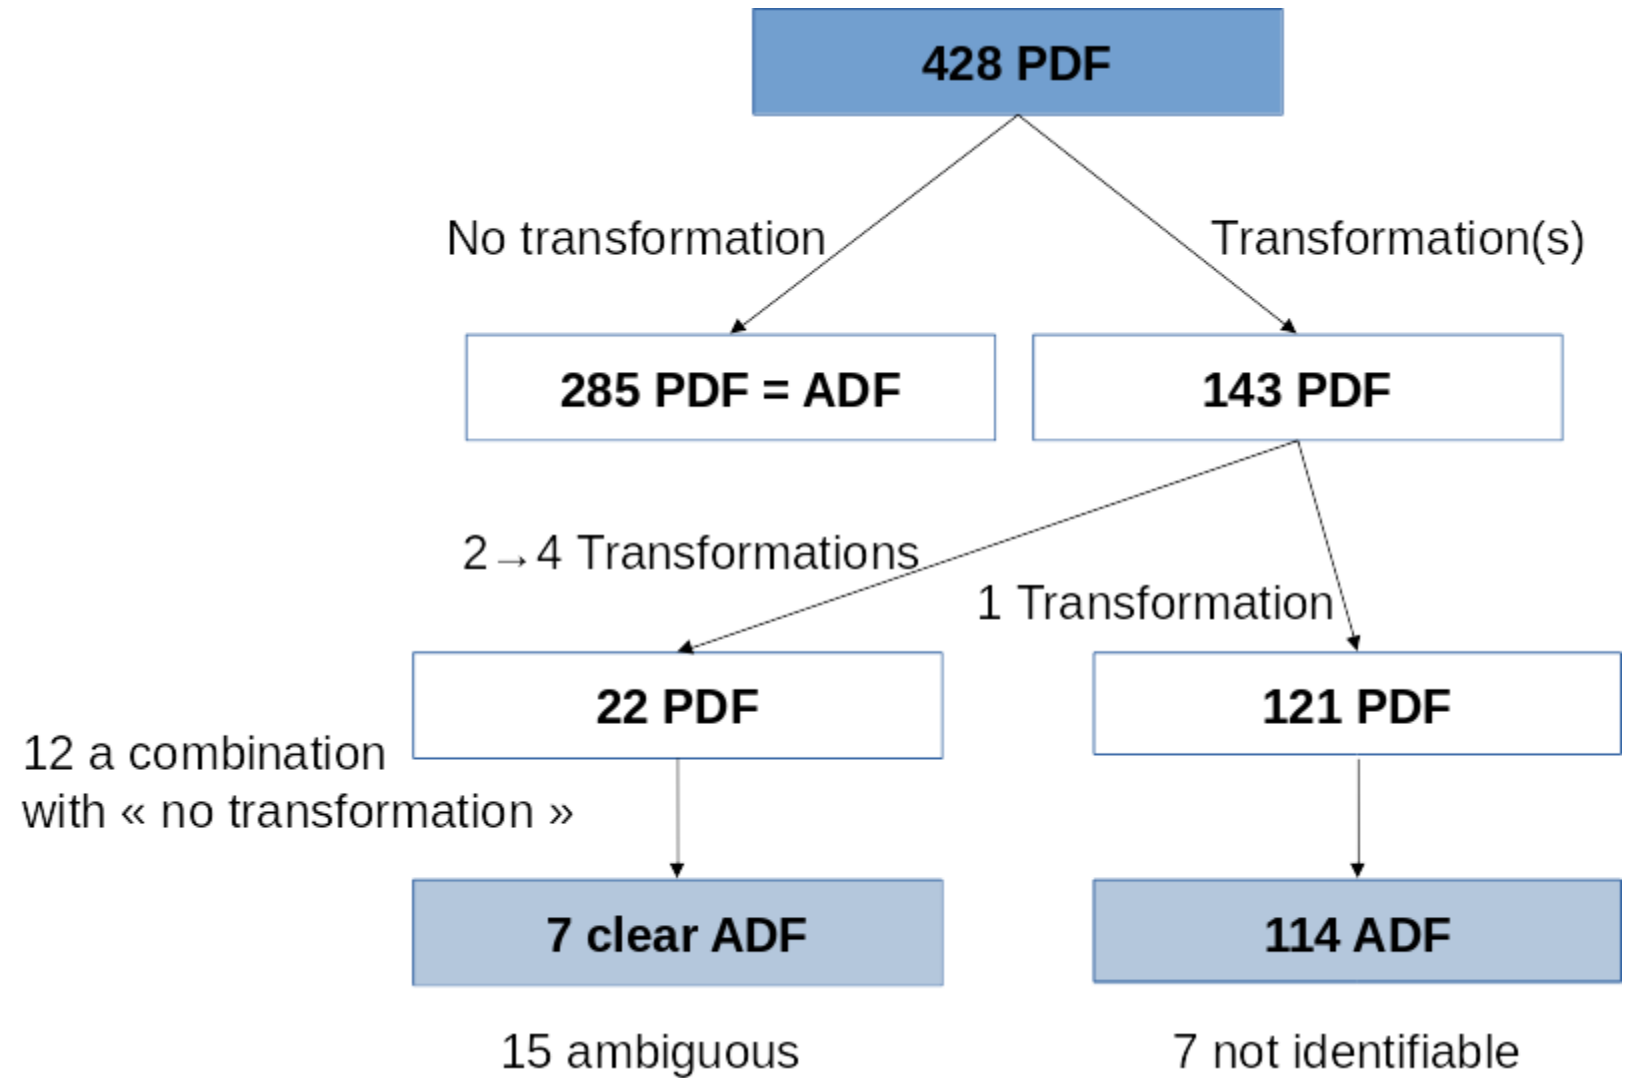 428 PDF
No transformation
Transformation(s)
285 PDF = ADF
143 PDF
2→4 Transformations
1 Transformation
22 PDF
121 PDF
12 a combination
with « no transformation »
7 clear ADF
114 ADF
15 ambiguous
7 not identifiable